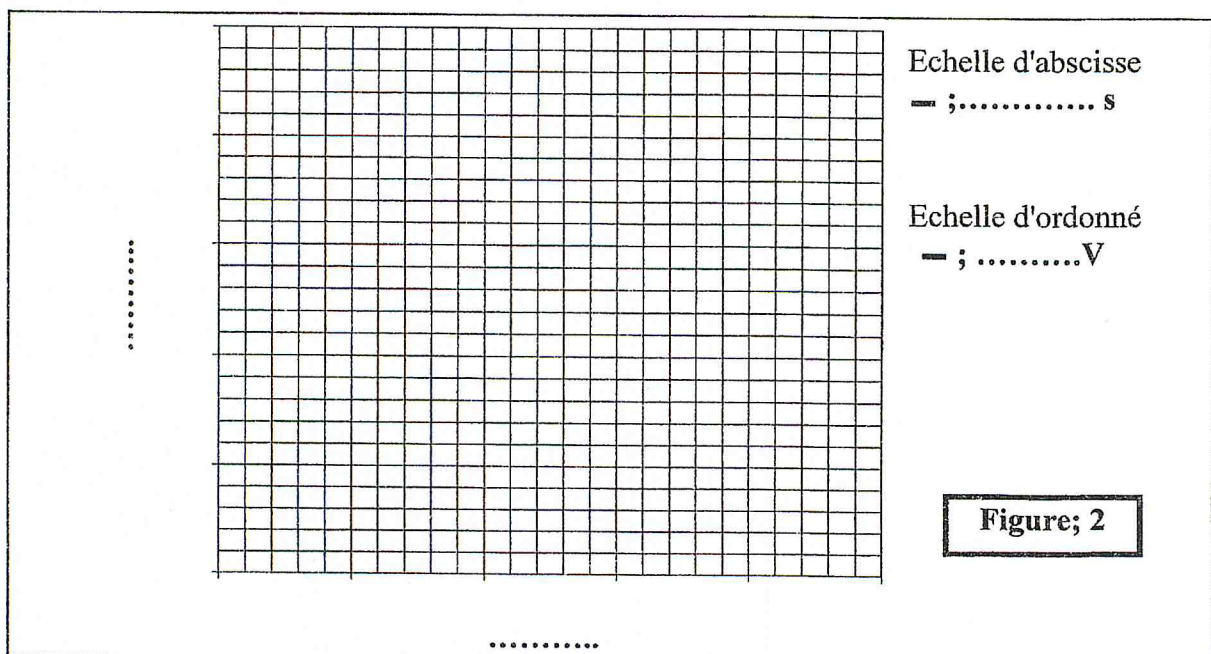 Echelle d'abscisse
– ;............. s
Echelle d'ordonné
– ; ..........V
...........
Figure; 2
...........